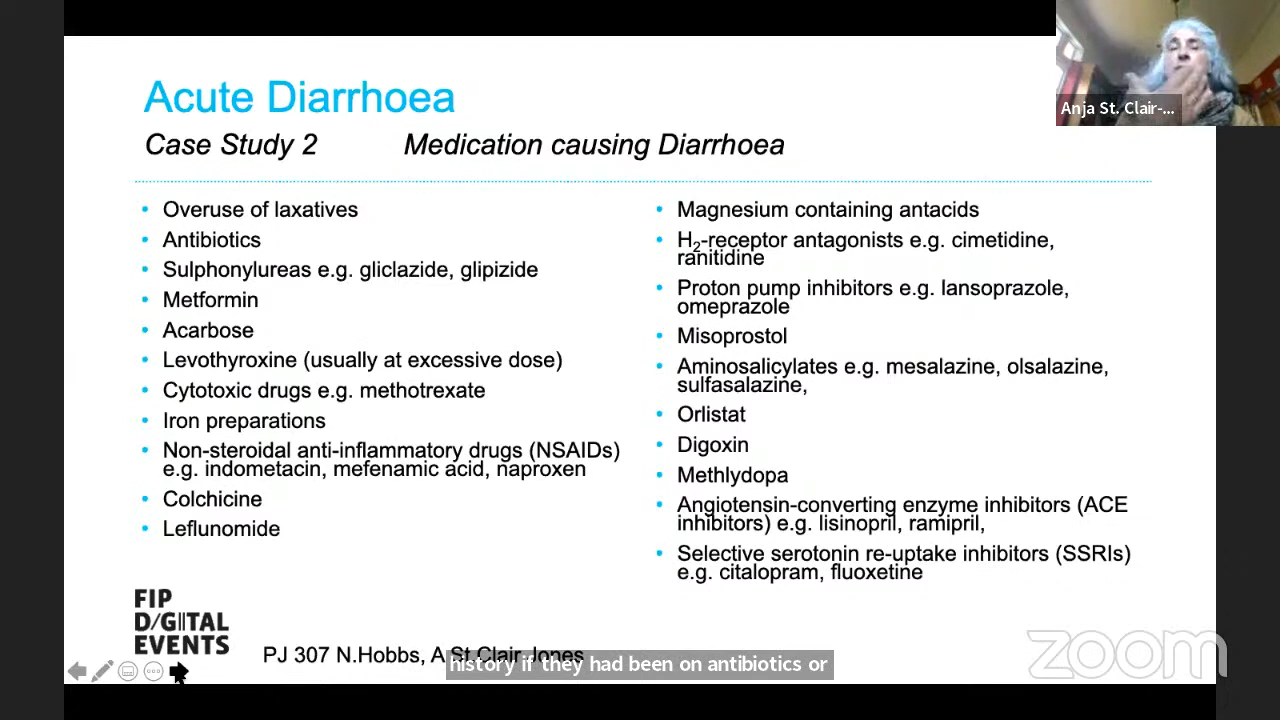 Anja St. Clair-...
Acute Diarrhoea
Case Study 2 Medication causing Diarrhoea
• Overuse of laxatives
• Antibiotics
• Sulphonylureas e.g. gliclazide, glipizide
• Metformin
• Acarbose
• Levothyroxine (usually at excessive dose)
• Cytotoxic drugs e.g. methotrexate
• Iron preparations
• Non-steroidal anti-inflammatory drugs (NSAIDs)
e.g. indometacin, mefenamic acid, naproxen
• Colchicine
• Leflunomide
• Magnesium containing antacids
• H2-receptor antagonists e.g. cimetidine,
ranitidine
• Proton pump inhibitors e.g. lansoprazole,
omeprazole
• Misoprostol
• Aminosalicylates e.g. mesalazine, olsalazine,
sulfasalazine,
• Orlistat
• Digoxin
• Methlydopa
• Angiotensin-converting enzyme inhibitors (ACE
inhibitors) e.g. lisinopril, ramipril,
• Selective serotonin re-uptake inhibitors (SSRIs)
e.g. citalopram, fluoxetine
FIP
DIGITAL
EVENTS
PJ 307 N.Hobbs, A St.Clair Jones
history if they had been on antibiotics or
zoom